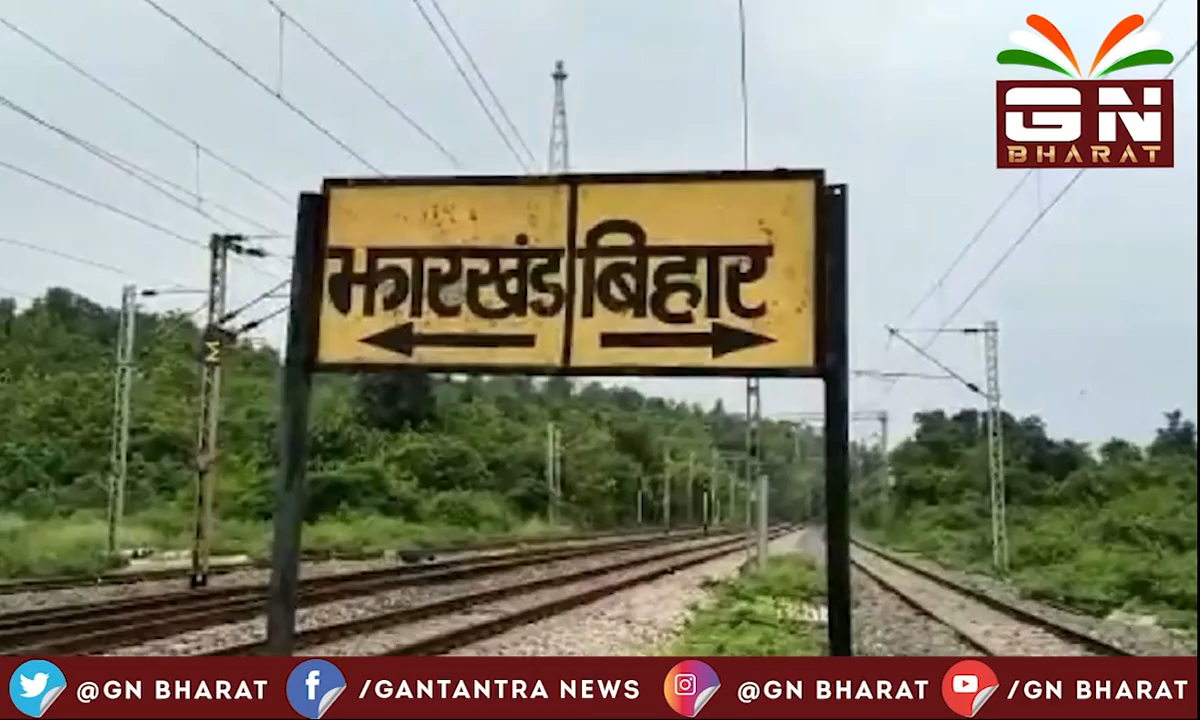 GN
BHARAT
झारखंड बिहार
M
@GN BHARAT /GANTANTRA NEWS @GN BHARAT /GN BHARAT